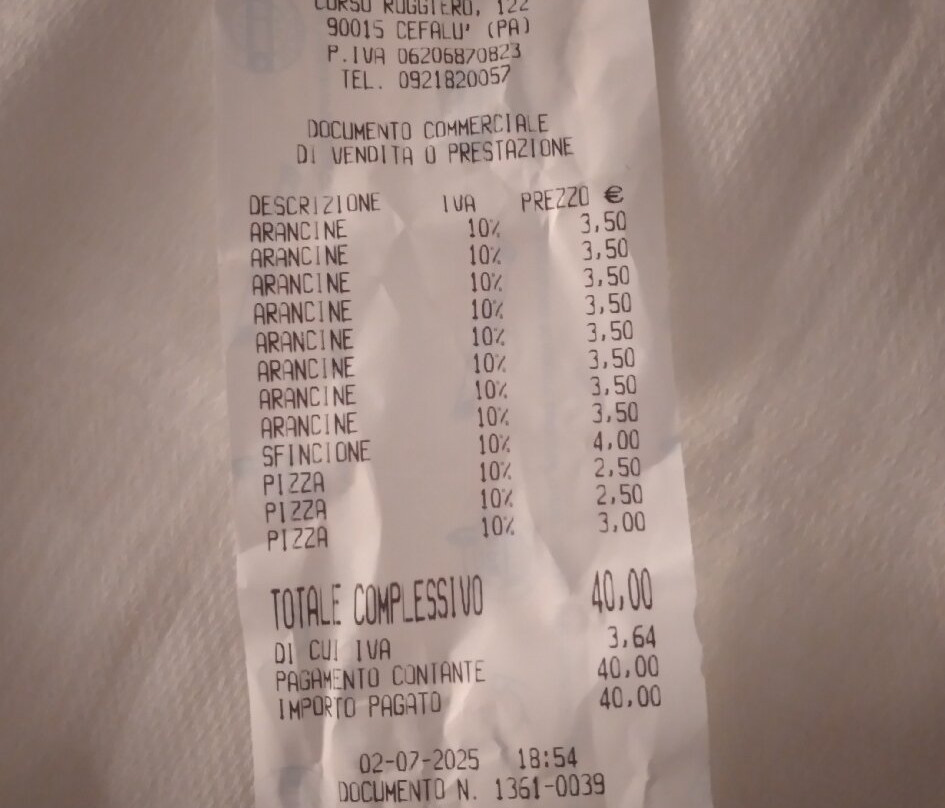 CORSO RUGGIERO, 122
90015 CEFALU' (PA)
P.IVA 06206870823
TEL. 0921820057
DOCUMENTO COMMERCIALE
DI VENDITA O PRESTAZIONE
DESCRIZIONE IVA PREZZO €
ARANCINE 10% 3,50
ARANCINE 10% 3,50
ARANCINE 10% 3,50
ARANCINE 10% 3,50
ARANCINE 10% 3,50
ARANCINE 10% 3,50
ARANCINE 10% 3,50
ARANCINE 10% 3,50
SFINCIONE 10% 4,00
PIZZA 10% 2,50
PIZZA 10% 2,50
PIZZA 10% 3,00
TOTALE COMPLESSIVO 40,00
DI CUI IVA 3,64
PAGAMENTO CONTANTE 40,00
IMPORTO PAGATO 40,00
02-07-2025 18:54
DOCUMENTO N. 1361-0039